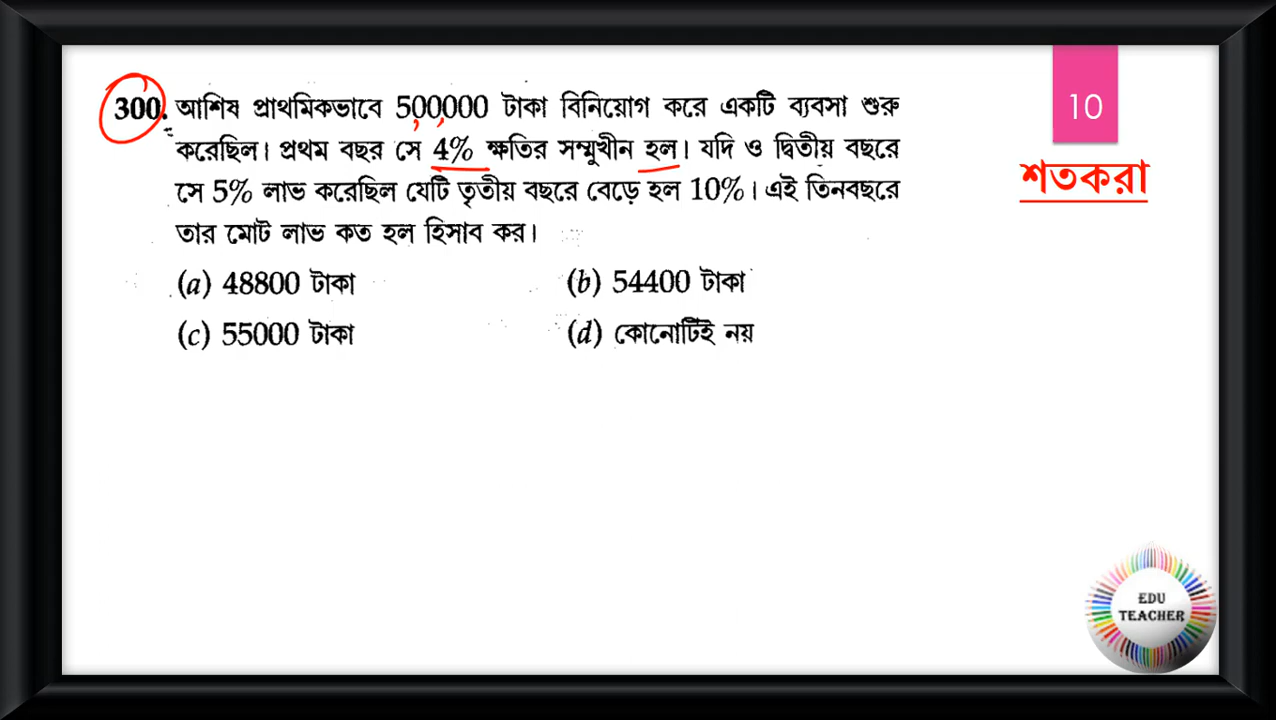 300. আশিষ প্রাথমিকভাবে 500000 টাকা বিনিয়োগ করে একটি ব্যবসা শুরু
করেছিল। প্রথম বছর সে 4% ক্ষতির সম্মুখীন হল। যদি ও দ্বিতীয় বছরে
সে 5% লাভ করেছিল যেটি তৃতীয় বছরে বেড়ে হল 10%। এই তিনবছরে
তার মোট লাভ কত হল হিসাব কর।
(a) 48800 টাকা (b) 54400 টাকা
(c) 55000 টাকা (d) কোনোটিই নয়
10
শতকরা
EDU
TEACHER